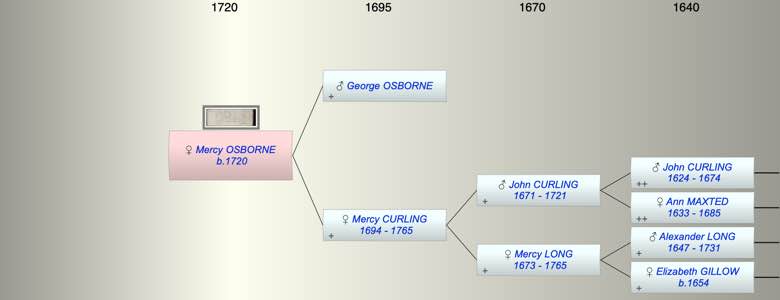 1720 1695 1670 1640
♂ George OSBORNE
+
♀ Mercy OSBORNE
b.1720
♂ John CURLING
1624 - 1674
++
♂ John CURLING
1671 - 1721
+
♀ Ann MAXTED
1633 - 1685
++
♀ Mercy CURLING
1694 - 1765
+
♂ Alexander LONG
1647 - 1731
+
♀ Mercy LONG
1673 - 1765
+
♀ Elizabeth GILLOW
b.1654
+